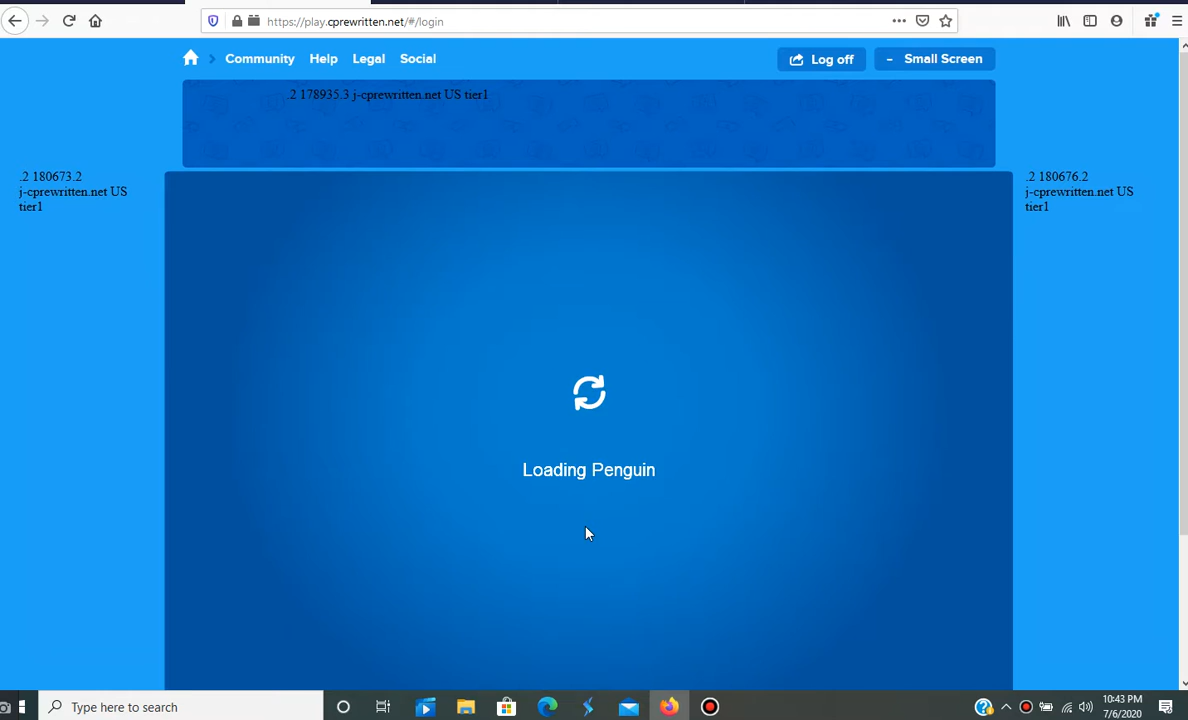 https://play.cprewritten.net/#/login
Community Help Legal Social Log off - Small Screen
.2 178935.3 j-cprewritten.net US tier1
.2 180673.2
j-cprewritten.net US
tier1
.2 180676.2
j-cprewritten.net US
tier1
Loading Penguin
Type here to search
10:43 PM
7/6/2020